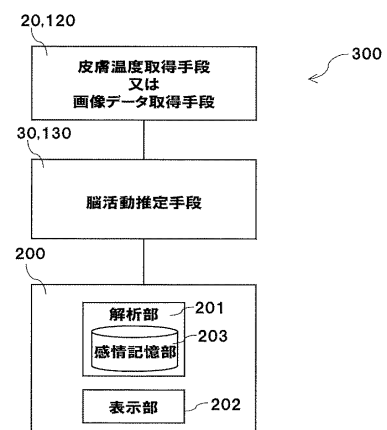 20,120
300
皮膚温度取得手段
又は
画像データ取得手段
30,130
脳活動推定手段
200
解析部
201
感情記憶部
203
表示部
202